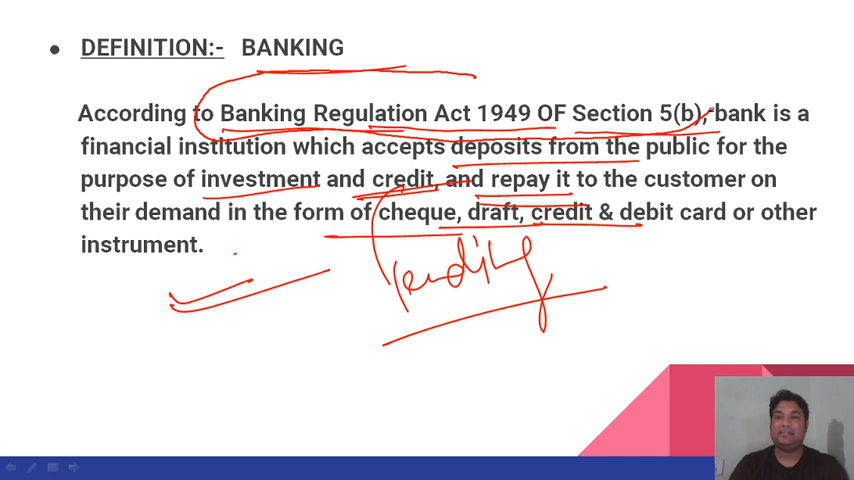 DEFINITION:- BANKING
According to Banking Regulation Act 1949 OF Section 5(b), bank is a
financial institution which accepts deposits from the public for the
purpose of investment and credit, and repay it to the customer on
their demand in the form of cheque, draft, credit & debit card or other
instrument.
lending